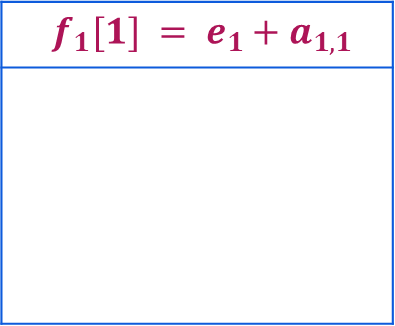 f₁[1] = e₁ + a₁,₁